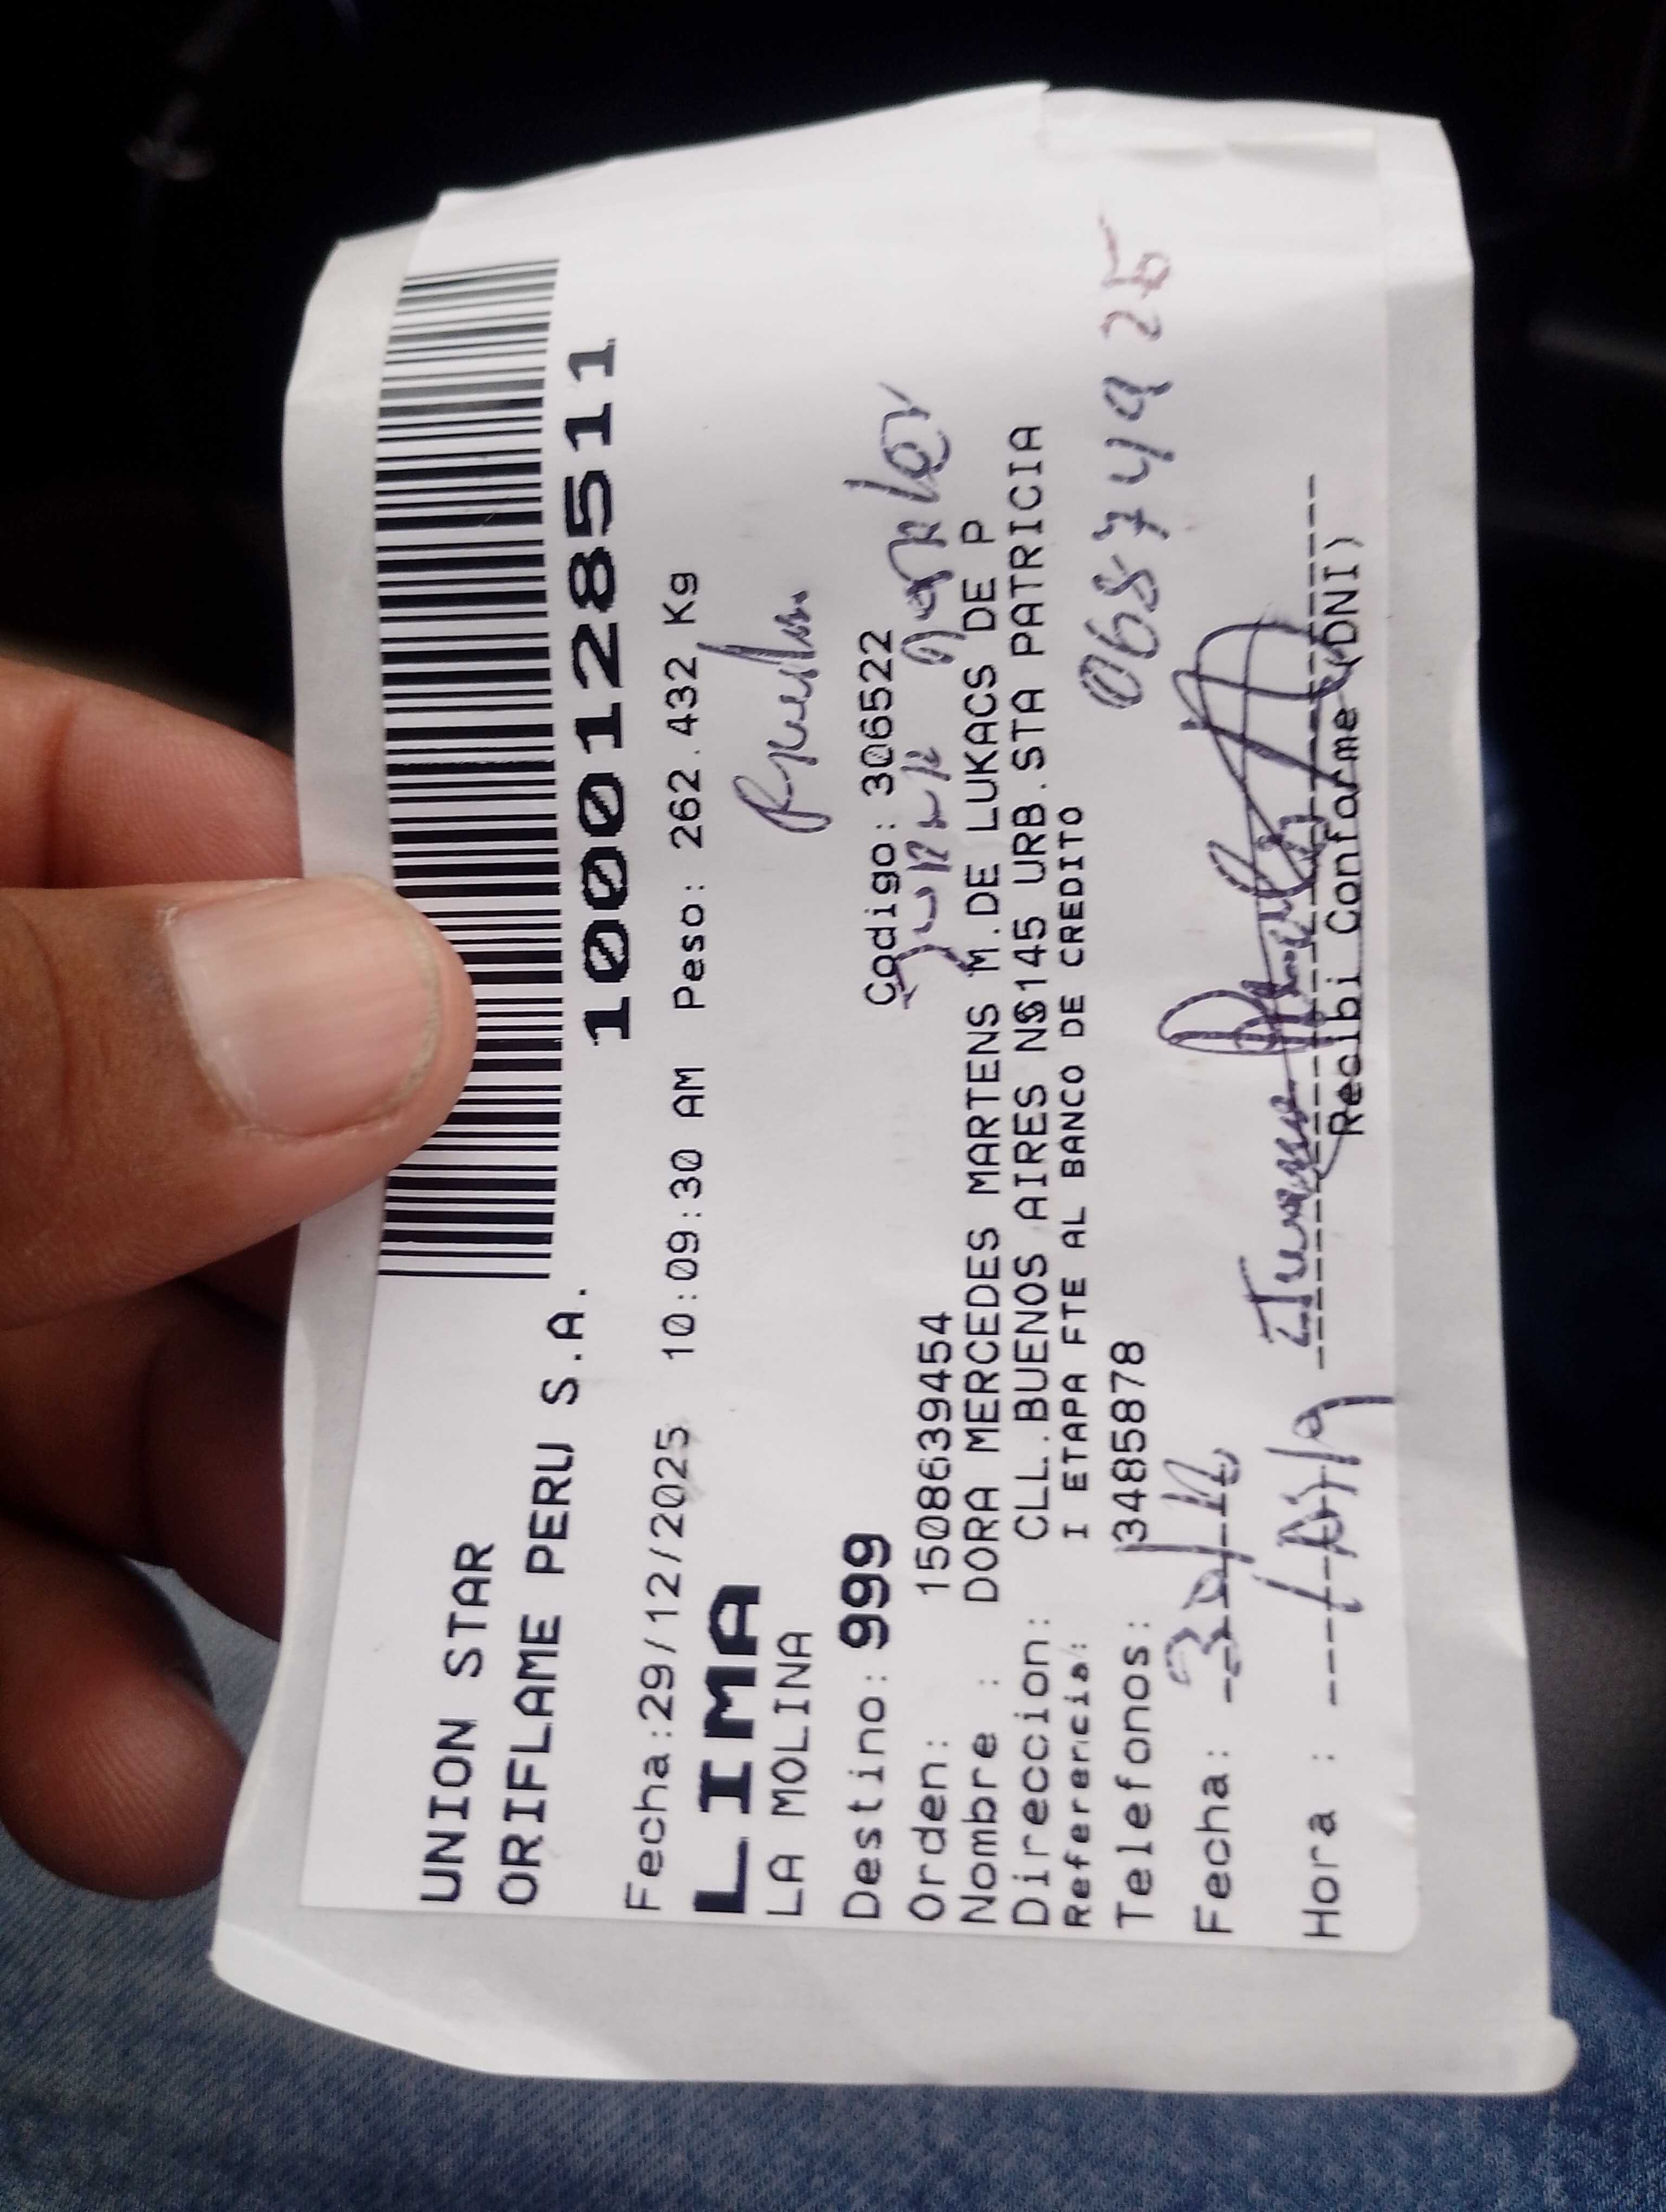 UNION STAR
ORIFLAME PERU S.A.
1000128511
Fecha:29/12/2025 10:09:30 AM Peso: 262.432 Kg
LIMA
LA MOLINA
Destino: 999 Codigo: 306522
Orden: 1508639454
Nombre : DORA MERCEDES MARTENS M.DE LUKACS DE P
Direccion: CLL.BUENOS AIRES N§145 URB.STA PATRICIA
Referencia: I ETAPA FTE AL BANCO DE CREDITO
Telefonos: 3485878 06874925
Fecha: 30/12
Hora :
Recibi Conforme (DNI)